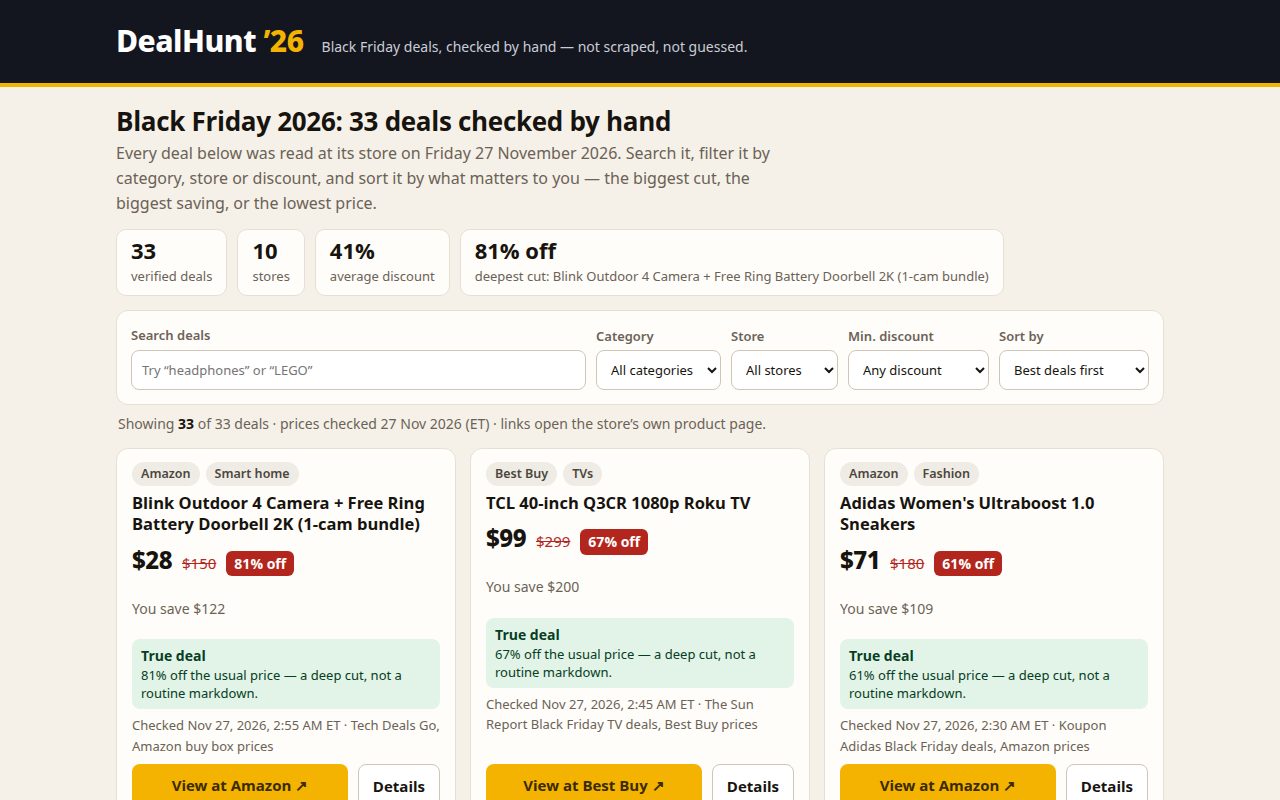 DealHunt ’26
Black Friday deals, checked by hand — not scraped, not guessed.
Black Friday 2026: 33 deals checked by hand
Every deal below was read at its store on Friday 27 November 2026. Search it, filter it by
category, store or discount, and sort it by what matters to you — the biggest cut, the
biggest saving, or the lowest price.
33
verified deals
10
stores
41%
average discount
81% off
deepest cut: Blink Outdoor 4 Camera + Free Ring Battery Doorbell 2K (1-cam bundle)
Search deals
Try “headphones” or “LEGO”
Category
All categories
Store
All stores
Min. discount
Any discount
Sort by
Best deals first
Showing 33 of 33 deals · prices checked 27 Nov 2026 (ET) · links open the store’s own product page.
Amazon Smart home
Blink Outdoor 4 Camera + Free Ring
Battery Doorbell 2K (1-cam bundle)
$28 $150 81% off
You save $122
True deal
81% off the usual price — a deep cut, not a
routine markdown.
Checked Nov 27, 2026, 2:55 AM ET · Tech Deals Go,
Amazon buy box prices
View at Amazon ↗ Details
Best Buy TVs
TCL 40-inch Q3CR 1080p Roku TV
$99 $299 67% off
You save $200
True deal
67% off the usual price — a deep cut, not a
routine markdown.
Checked Nov 27, 2026, 2:45 AM ET · The Sun
Report Black Friday TV deals, Best Buy prices
View at Best Buy ↗ Details
Amazon Fashion
Adidas Women's Ultraboost 1.0
Sneakers
$71 $180 61% off
You save $109
True deal
61% off the usual price — a deep cut, not a
routine markdown.
Checked Nov 27, 2026, 2:30 AM ET · Koupon
Adidas Black Friday deals, Amazon prices
View at Amazon ↗ Details